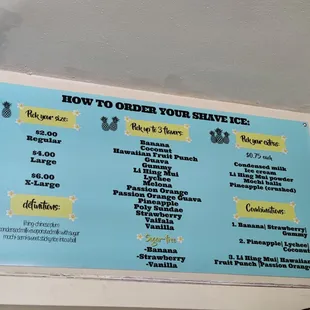 HOW TO ORDER YOUR SHAVE ICE:
Pick your size:
$2.00
Regular
$4.00
Large
$6.00
X-Large
definitions:
Pick up to 3 flavors:
Banana
Coconut
Hawaiian Fruit Punch
Guava
Gummy
Li Hing Mui
Lychee
Melona
Passion Orange
Passion Orange Guava
Pineapple
Poly Sundae
Strawberry
Vaifala
Vanilla
Sugar-free
-Banana
-Strawberry
-Vanilla
Pick your extras:
$0.75 each
Condensed milk
Ice cream
Li Hing Mui powder
Mochi balls
Pineapple (crushed)
Combinations:
1. Banana|Strawberry|
Gummy
2. Pineapple|Lychee|
Coconut
3. Li Hing Mui|Hawaiian
Fruit Punch|Passion Orange